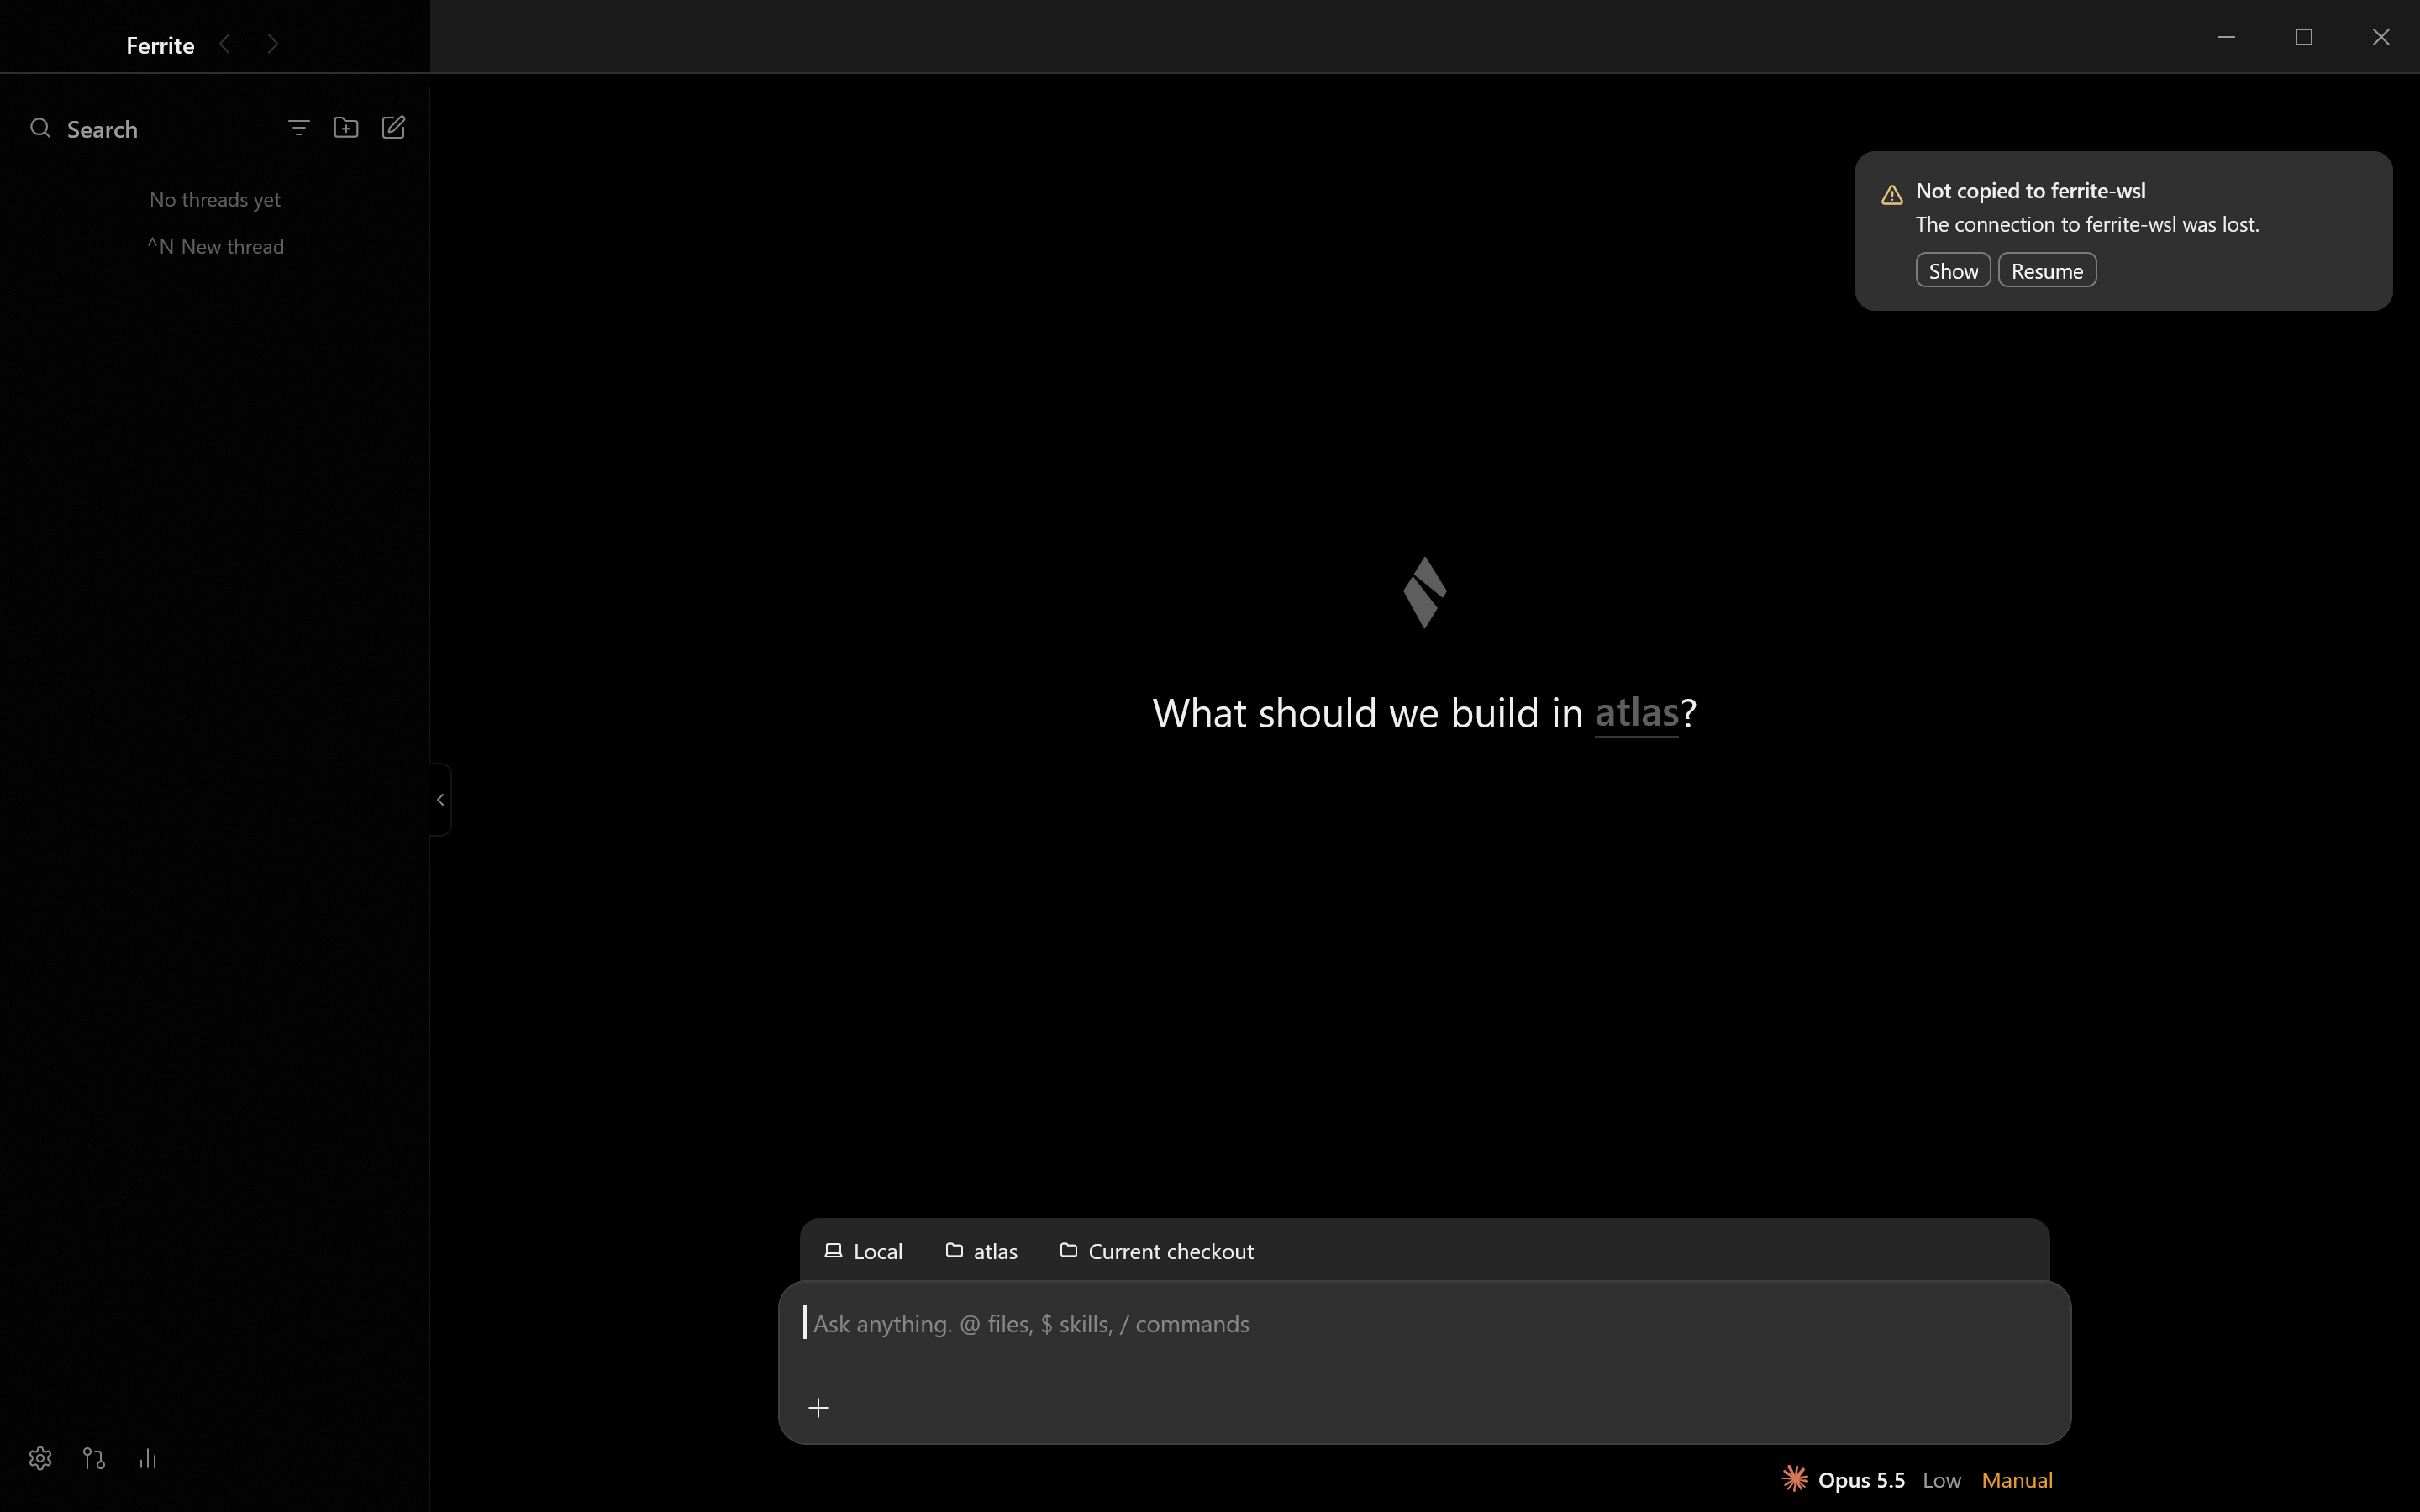 Ferrite
Search
No threads yet
^N New thread
Not copied to ferrite-wsl
The connection to ferrite-wsl was lost.
Show Resume
What should we build in atlas?
Local atlas Current checkout
Ask anything. @ files, $ skills, / commands
Opus 5.5 Low Manual